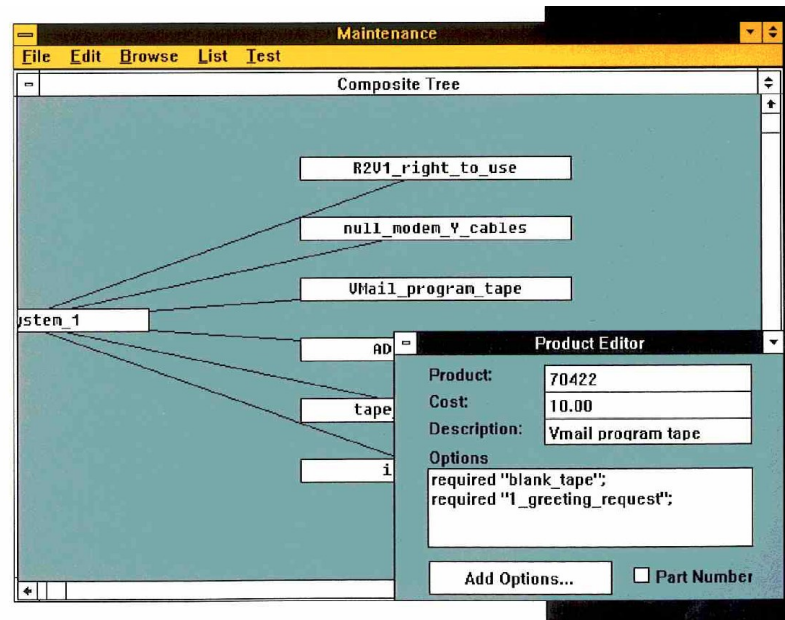 Maintenance
File Edit Browse List Test
Composite Tree
R2V1_right_to_use
null_modem_Y_cables
VMail_program_tape
ystem_1
AD
tape_
i
Product Editor
Product: 70422
Cost: 10.00
Description: Vmail program tape
Options
required "blank_tape";
required "1_greeting_request";
Add Options...
Part Number